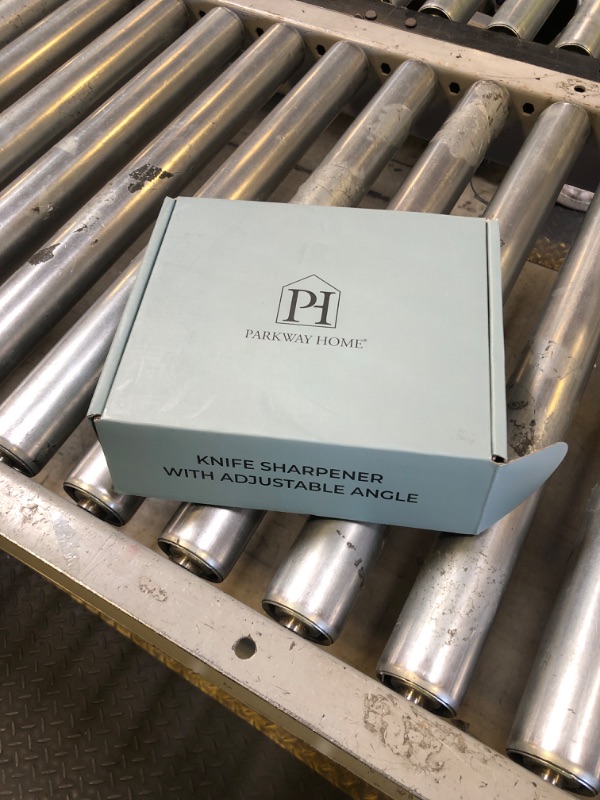 PH
PARKWAY HOME®
KNIFE SHARPENER
WITH ADJUSTABLE ANGLE